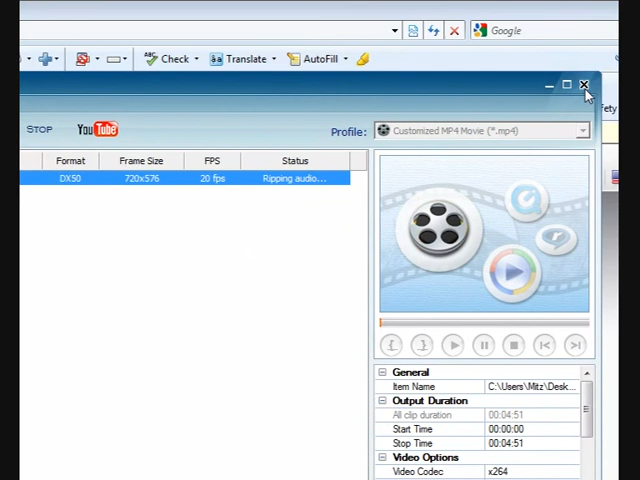 Google
Check
Translate
AutoFill
fety
STOP
YouTube
Profile:
Customized MP4 Movie (*.mp4)
Format
Frame Size
FPS
Status
DX50
720x576
20 fps
Ripping audio...
General
Item Name
C:\Users\Mitz\Desk...
Output Duration
All clip duration
00:04:51
Start Time
00:00:00
Stop Time
00:04:51
Video Options
Video Codec
x264